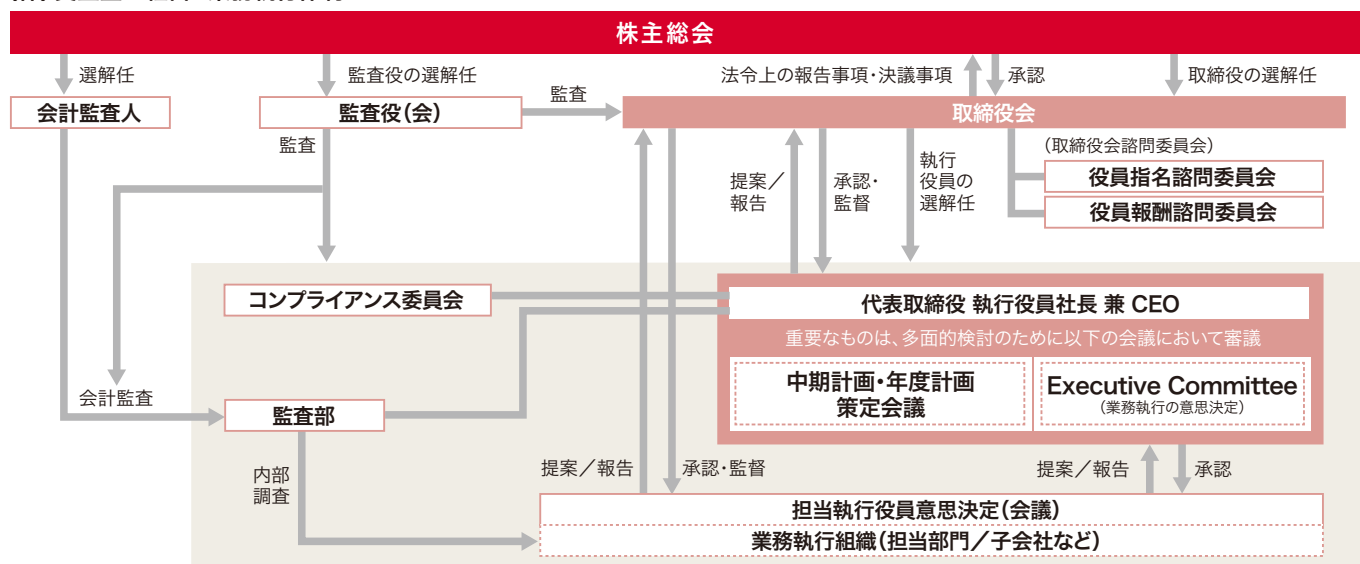 株主総会
選解任
監査役の選解任
法令上の報告事項・決議事項
承認
取締役の選解任
会計監査人
監査役(会)
監査
取締役会
監査
(取締役会諮問委員会)
役員指名諮問委員会
役員報酬諮問委員会
提案/
報告
承認・
監督
執行
役員の
選解任
コンプライアンス委員会
代表取締役 執行役員社長 兼 CEO
重要なものは、多面的検討のために以下の会議において審議
中期計画・年度計画
策定会議
Executive Committee
(業務執行の意思決定)
会計監査
監査部
内部
調査
提案/報告
承認・監督
提案/報告
承認
担当執行役員意思決定(会議)
業務執行組織(担当部門/子会社など)